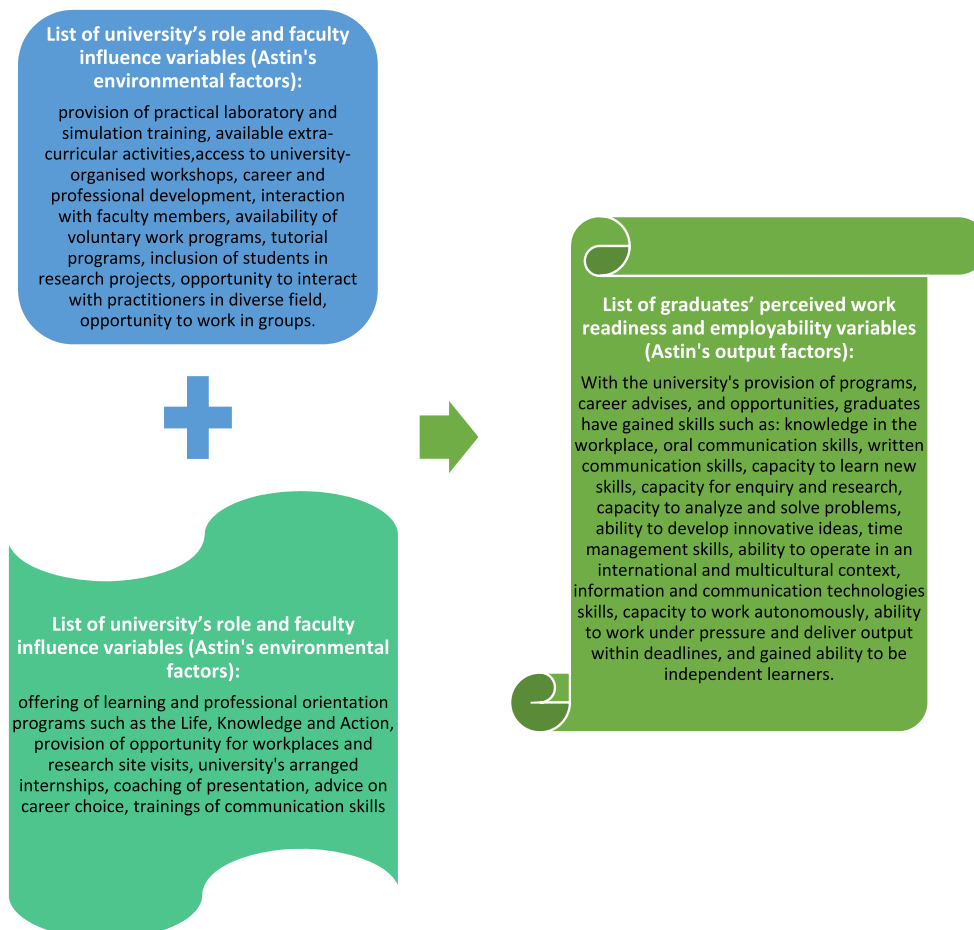 List of university’s role and faculty
influence variables (Astin's
environmental factors):
provision of practical laboratory and
simulation training, available extra-
curricular activities,access to university-
organised workshops, career and
professional development, interaction
with faculty members, availability of
voluntary work programs, tutorial
programs, inclusion of students in
research projects, opportunity to interact
with practitioners in diverse field,
opportunity to work in groups.
List of university’s role and faculty
influence variables (Astin's environmental
factors):
offering of learning and professional orientation
programs such as the Life, Knowledge and Action,
provision of opportunity for workplaces and
research site visits, university's arranged
internships, coaching of presentation, advice on
career choice, trainings of communication skills
List of graduates’ perceived work
readiness and employability variables
(Astin's output factors):
With the university's provision of programs,
career advises, and opportunities, graduates
have gained skills such as: knowledge in the
workplace, oral communication skills, written
communication skills, capacity to learn new
skills, capacity for enquiry and research,
capacity to analyze and solve problems,
ability to develop innovative ideas, time
management skills, ability to operate in an
international and multicultural context,
information and communication technologies
skills, capacity to work autonomously, ability
to work under pressure and deliver output
within deadlines, and gained ability to be
independent learners.